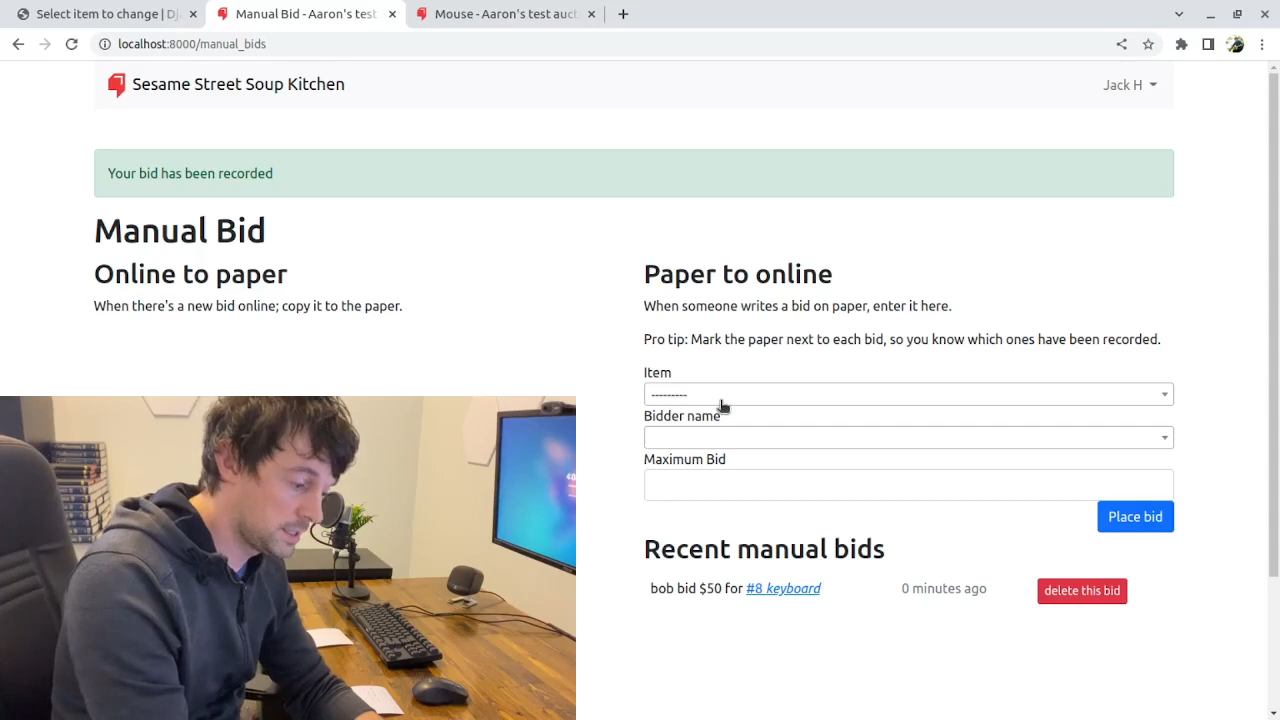 Select item to change | Dj
Manual Bid - Aaron's test
Mouse - Aaron's test auct
localhost:8000/manual_bids
Sesame Street Soup Kitchen
Jack H
Your bid has been recorded
Manual Bid
Online to paper
When there's a new bid online; copy it to the paper.
Paper to online
When someone writes a bid on paper, enter it here.
Pro tip: Mark the paper next to each bid, so you know which ones have been recorded.
Item
---------
Bidder name
Maximum Bid
Place bid
Recent manual bids
bob bid $50 for #8 keyboard
0 minutes ago
delete this bid